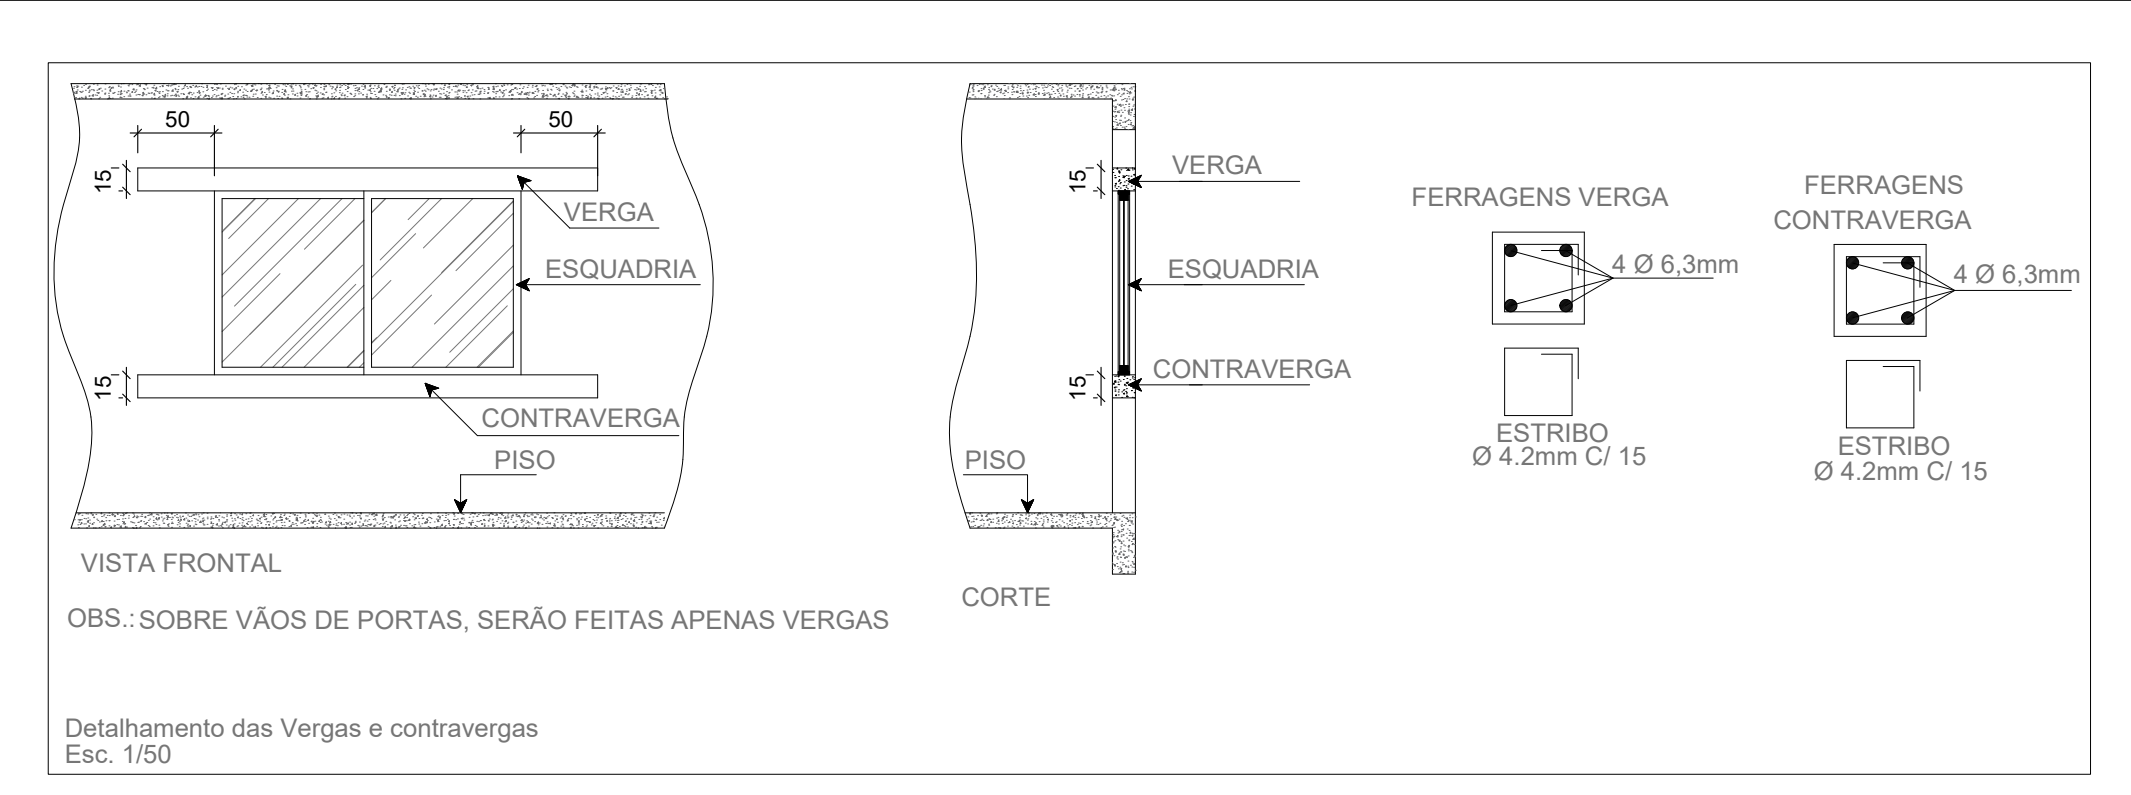 50
50
15
VERGA
ESQUADRIA
15
CONTRAVERGA
PISO
VISTA FRONTAL
OBS.: SOBRE VÃOS DE PORTAS, SERÃO FEITAS APENAS VERGAS
15
VERGA
ESQUADRIA
15
CONTRAVERGA
PISO
CORTE
FERRAGENS VERGA
4 Ø 6,3mm
ESTRIBO
Ø 4.2mm C/ 15
FERRAGENS
CONTRAVERGA
4 Ø 6,3mm
ESTRIBO
Ø 4.2mm C/ 15
Detalhamento das Vergas e contravergas
Esc. 1/50